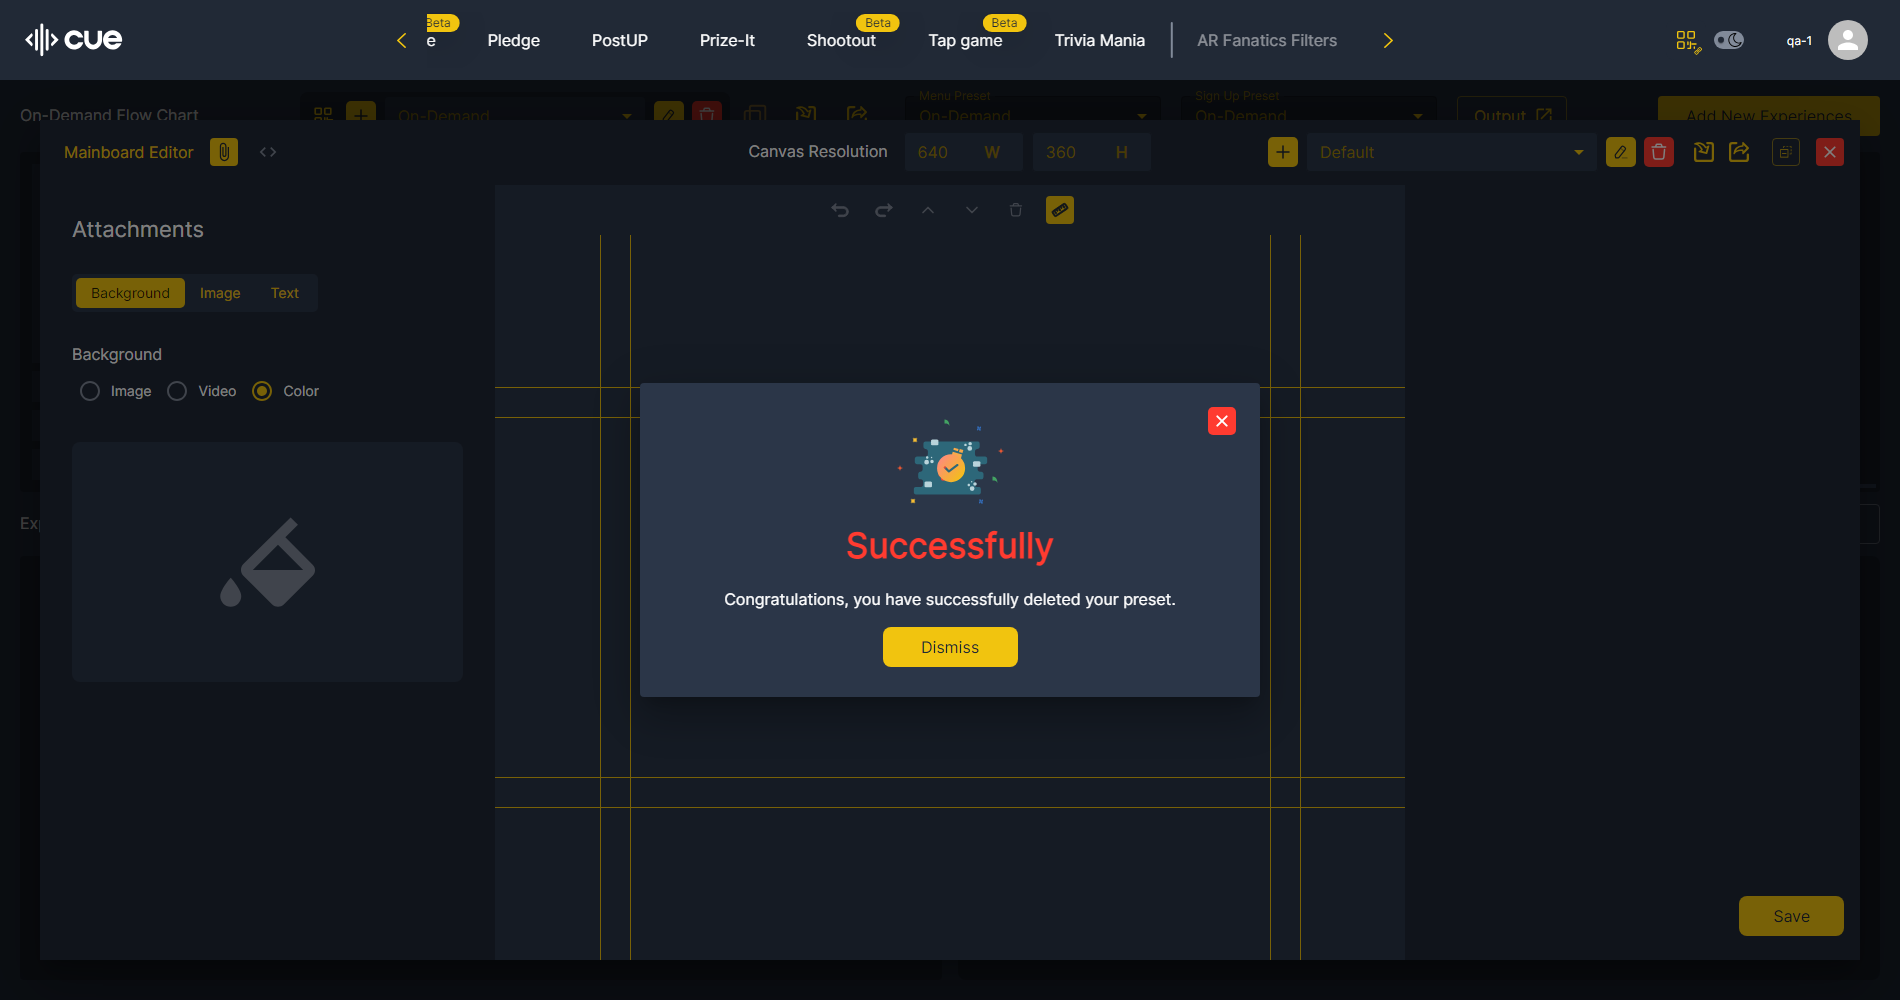 cue
Beta
e
Pledge
PostUP
Prize-It
Shootout
Beta
Tap game
Beta
Trivia Mania
AR Fanatics Filters
qa-1
On-Demand Flow Chart
On-Demand
Menu Preset
On-Demand
Sign Up Preset
On-Demand
Output
Add New Experiences
Mainboard Editor
Canvas Resolution
640 W
360 H
Default
Attachments
Background Image Text
Background
Image Video Color
Exp
Successfully
Congratulations, you have successfully deleted your preset.
Dismiss
Save